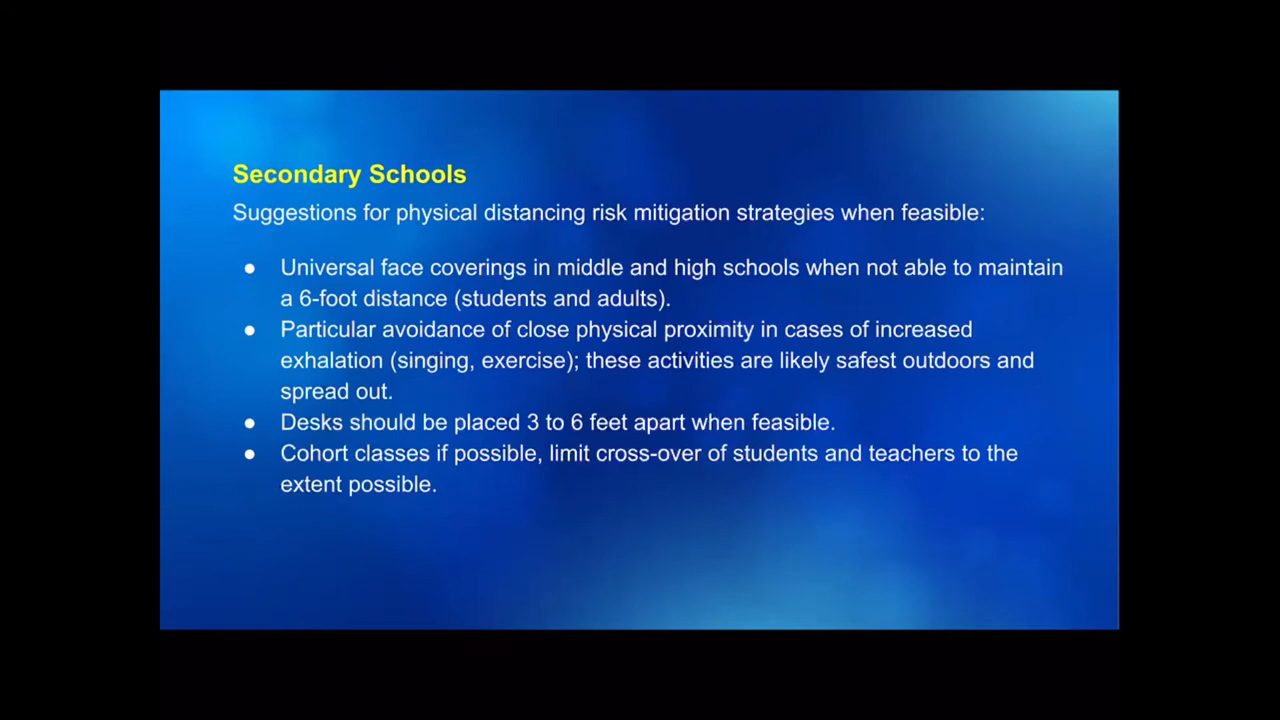 Secondary Schools
Suggestions for physical distancing risk mitigation strategies when feasible:
● Universal face coverings in middle and high schools when not able to maintain
a 6-foot distance (students and adults).
● Particular avoidance of close physical proximity in cases of increased
exhalation (singing, exercise); these activities are likely safest outdoors and
spread out.
● Desks should be placed 3 to 6 feet apart when feasible.
● Cohort classes if possible, limit cross-over of students and teachers to the
extent possible.